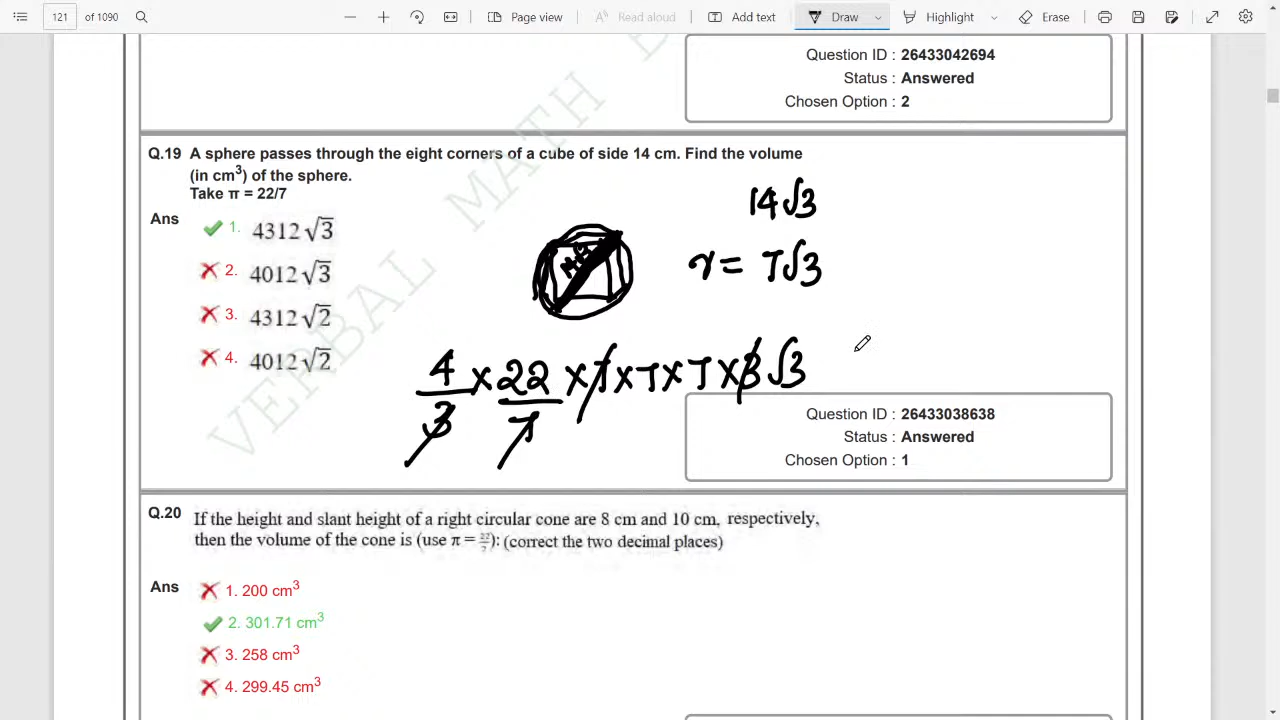 121 of 1090
Page view
Read aloud
Add text
Draw
Highlight
Erase
Question ID : 26433042694
Status : Answered
Chosen Option : 2
Q.19 A sphere passes through the eight corners of a cube of side 14 cm. Find the volume
(in cm³) of the sphere.
Take π = 22/7
Ans
1. 4312√3
2. 4012√3
3. 4312√2
4. 4012√2
14√3
r = 7√3
4/3 × 22/7 × 7 × 7 × 7 × 3√3
VERBAL MATH
Question ID : 26433038638
Status : Answered
Chosen Option : 1
Q.20 If the height and slant height of a right circular cone are 8 cm and 10 cm, respectively,
then the volume of the cone is (use π = 22/7): (correct the two decimal places)
Ans
1. 200 cm³
2. 301.71 cm³
3. 258 cm³
4. 299.45 cm³